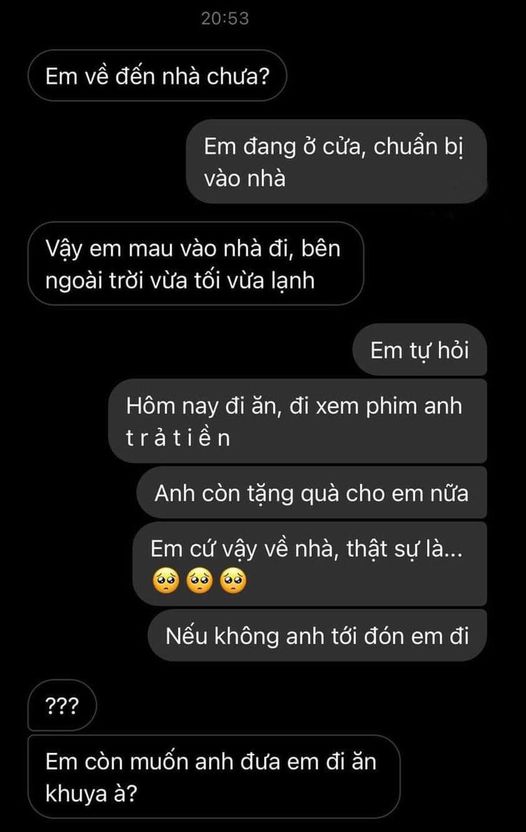 20:53
Em về đến nhà chưa?
Em đang ở cửa, chuẩn bị
vào nhà
Vậy em mau vào nhà đi, bên
ngoài trời vừa tối vừa lạnh
Em tự hỏi
Hôm nay đi ăn, đi xem phim anh
t r ả t i ề n
Anh còn tặng quà cho em nữa
Em cứ vậy về nhà, thật sự là...
🥺🥺🥺
Nếu không anh tới đón em đi
???
Em còn muốn anh đưa em đi ăn
khuya à?